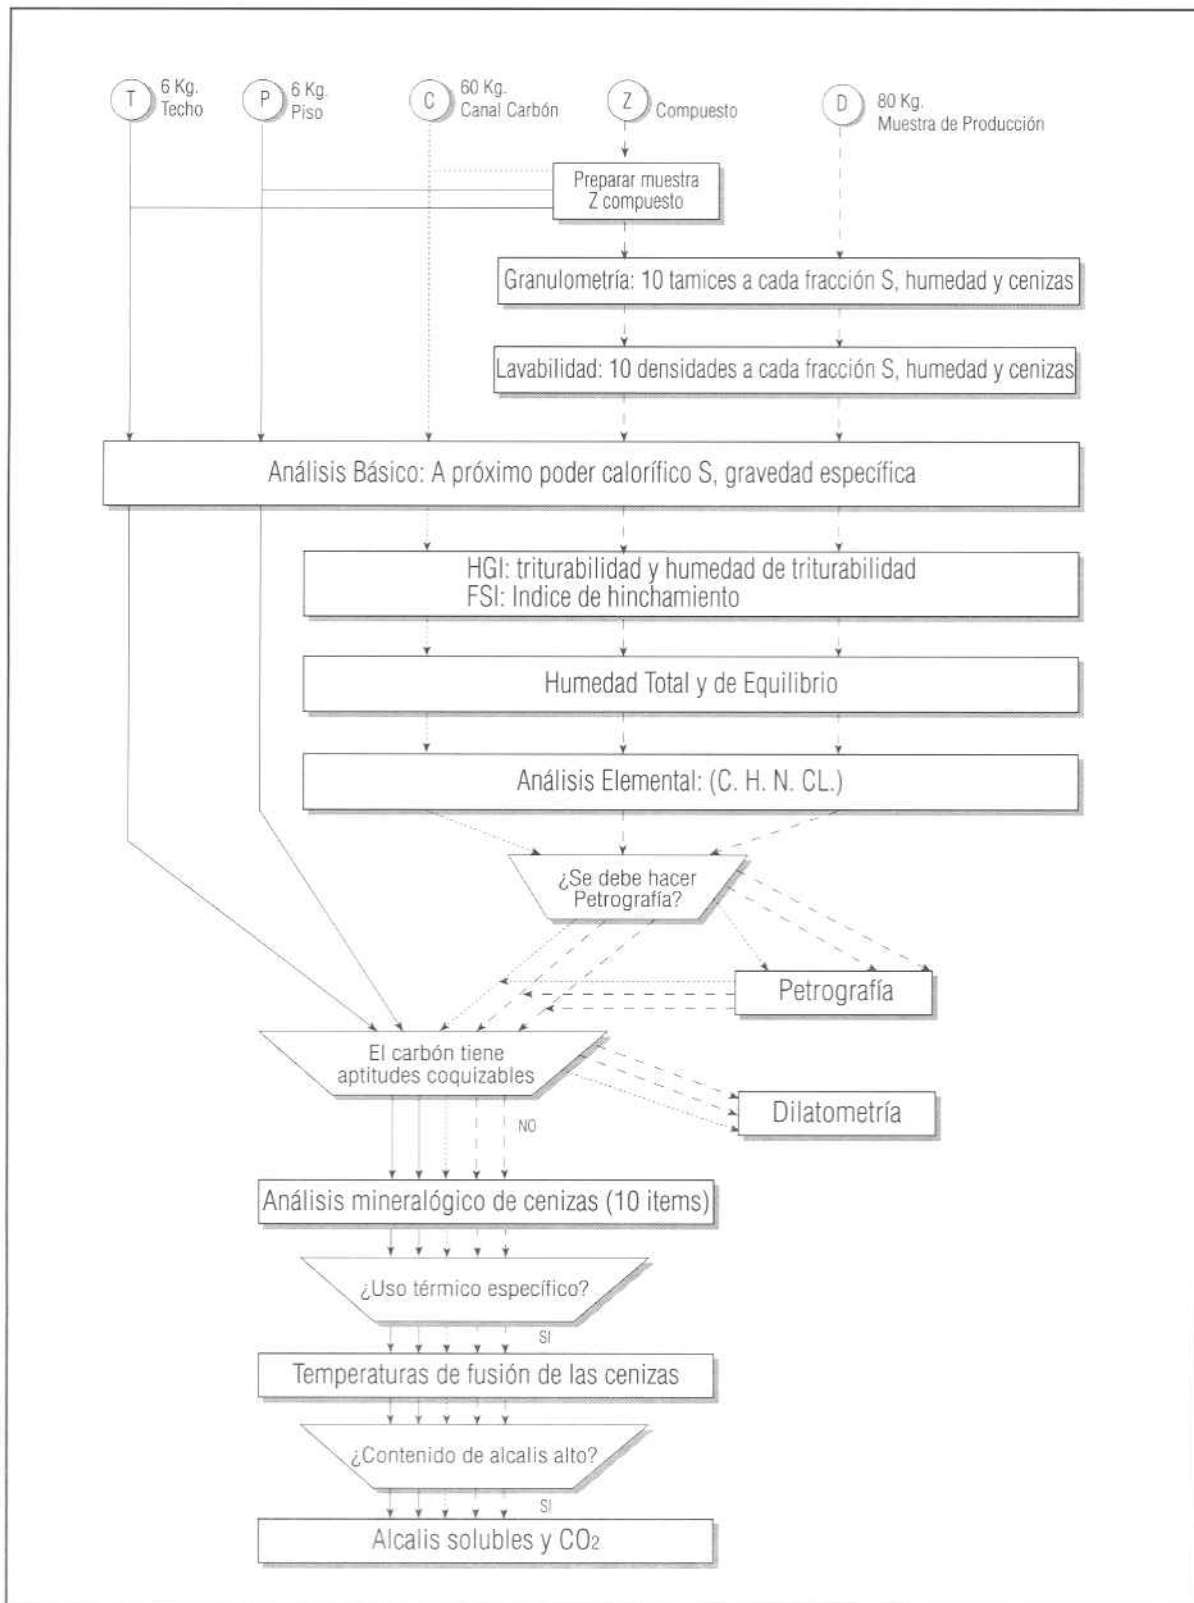 T
6 Kg.
Techo
P
6 Kg.
Piso
C
60 Kg.
Canal Carbón
Z
Compuesto
D
80 Kg.
Muestra de Producción
Preparar muestra
Z compuesto
Granulometría: 10 tamices a cada fracción S, humedad y cenizas
Lavabilidad: 10 densidades a cada fracción S, humedad y cenizas
Análisis Básico: A próximo poder calorífico S, gravedad específica
HGI: triturabilidad y humedad de triturabilidad
FSI: Indice de hinchamiento
Humedad Total y de Equilibrio
Análisis Elemental: (C. H. N. CL.)
¿Se debe hacer
Petrografía?
Petrografía
El carbón tiene
aptitudes coquizables
Dilatometría
NO
Análisis mineralógico de cenizas (10 items)
¿Uso térmico específico?
SI
Temperaturas de fusión de las cenizas
¿Contenido de alcalis alto?
SI
Alcalis solubles y CO2